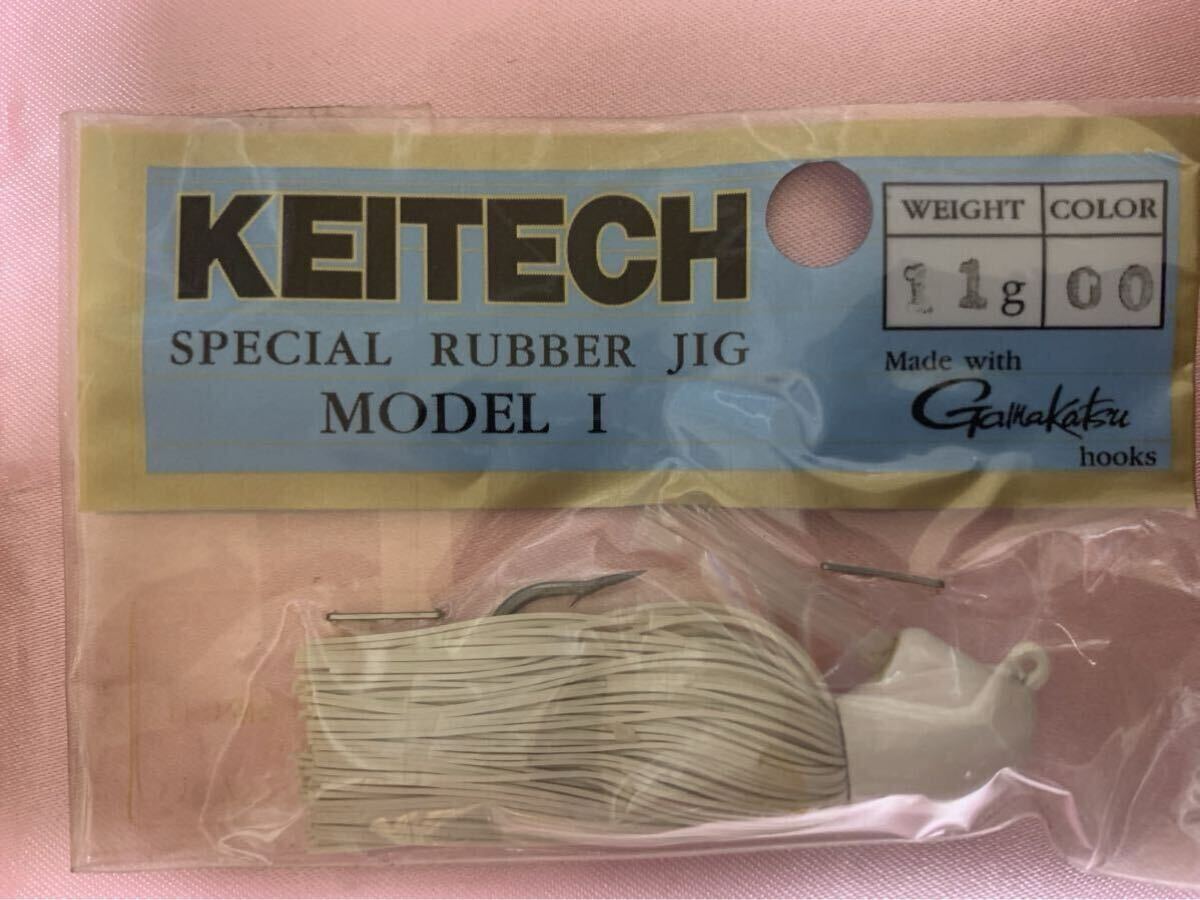 KEITECH
SPECIAL RUBBER JIG
MODEL I
WEIGHT COLOR
11g 00
Made with
Gamakatsu
hooks